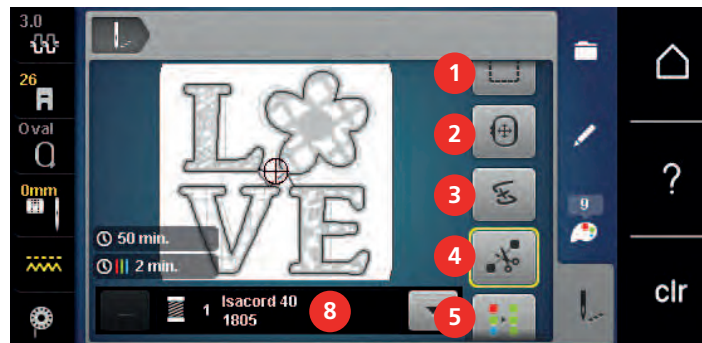 3.0
26
Oval
0mm
LOVE
50 min.
2 min.
1 Isacord 40
1805
8
1
2
3
4
5
9
?
clr